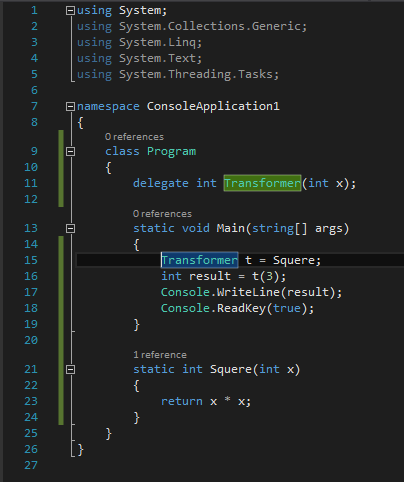 1 using System;
2 using System.Collections.Generic;
3 using System.Linq;
4 using System.Text;
5 using System.Threading.Tasks;
6
7 namespace ConsoleApplication1
8 {
0 references
9 class Program
10 {
11 delegate int Transformer(int x);
12
0 references
13 static void Main(string[] args)
14 {
15 Transformer t = Squere;
16 int result = t(3);
17 Console.WriteLine(result);
18 Console.ReadKey(true);
19 }
20
1 reference
21 static int Squere(int x)
22 {
23 return x * x;
24 }
25 }
26 }
27